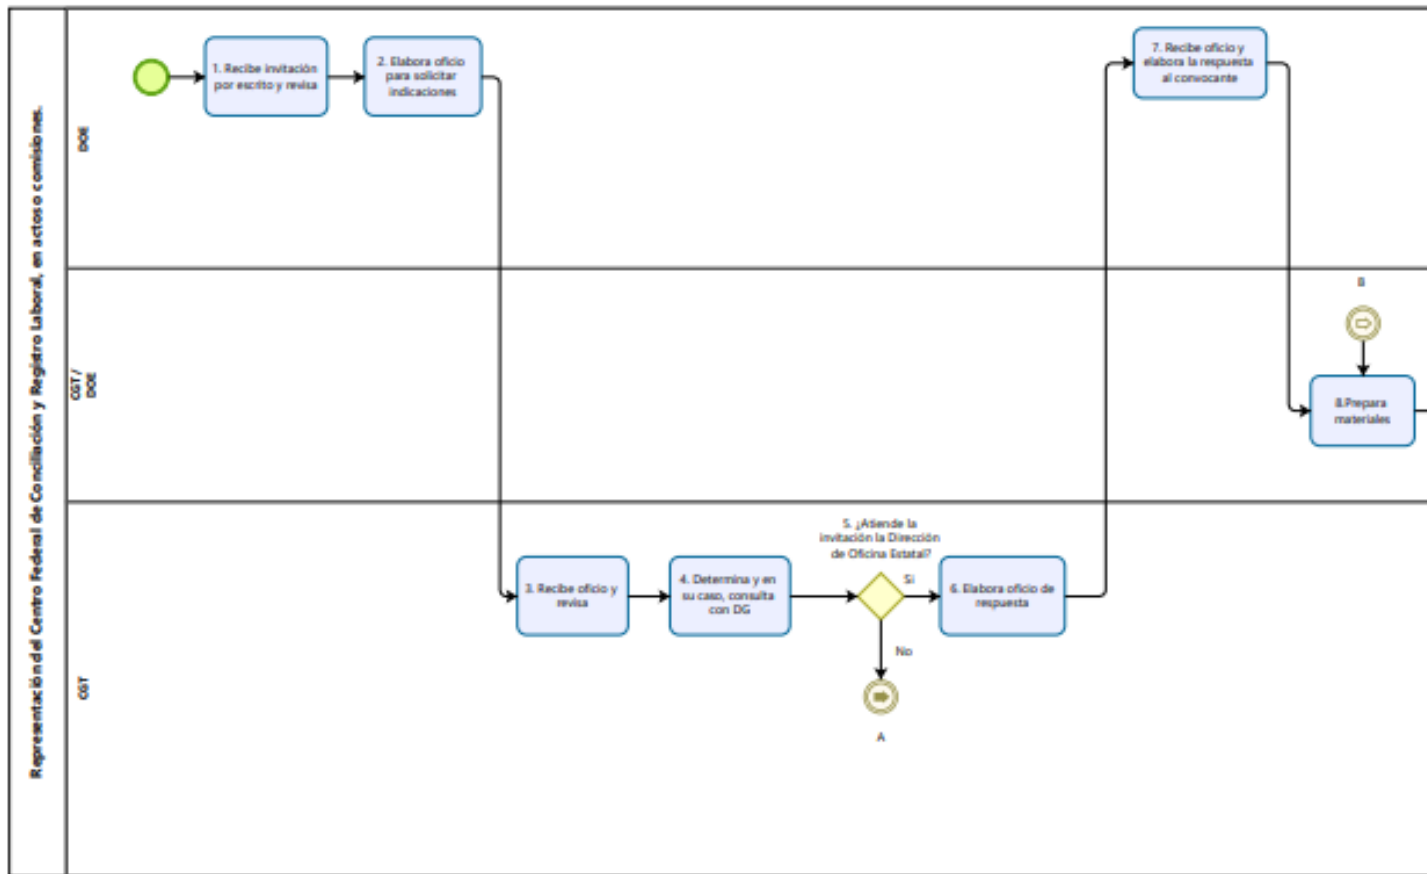 Representación del Centro Federal de Conciliación y Registro Laboral, en actos o comisiones.
DOE
1. Recibe invitación
por escrito y revisa
2. Elabora oficio
para solicitar
indicaciones
7. Recibe oficio y
elabora la respuesta
al convocante
CGT/
DOE
B
8.Prepara
materiales
CGT
3. Recibe oficio y
revisa
4. Determina y en
su caso, consulta
con DG
5. ¿Atiende la
invitación la Dirección
de Oficina Estatal?
Si
6. Elabora oficio de
respuesta
No
A